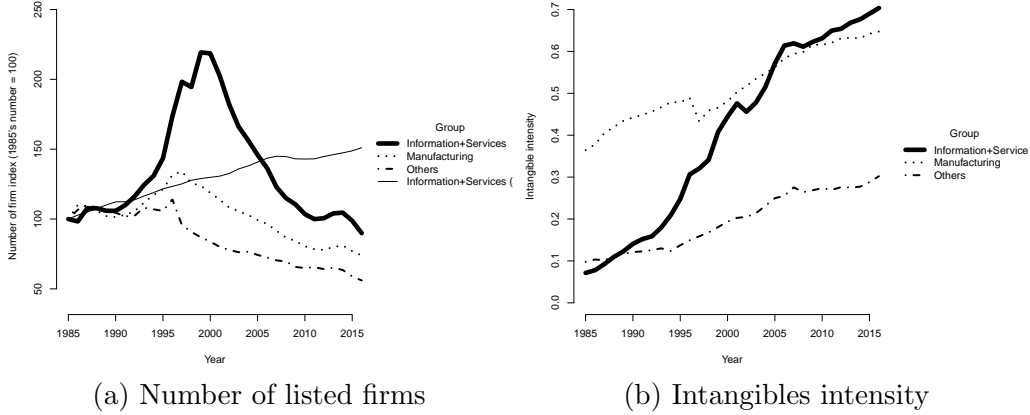 250
200
150
100
50
Number of firm index (1985's number = 100)
1985 1990 1995 2000 2005 2010 2015
Year
Group
Information+Services
Manufacturing
Others
Information+Services (
(a) Number of listed firms
0.7
0.6
0.5
0.4
0.3
0.2
0.1
0.0
Intangible intensity
1985 1990 1995 2000 2005 2010 2015
Year
Group
Information+Service
Manufacturing
Others
(b) Intangibles intensity